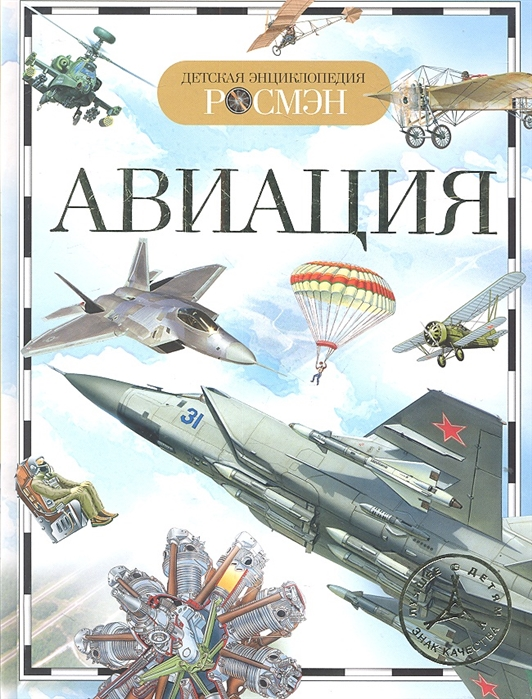 ДЕТСКАЯ ЭНЦИКЛОПЕДИЯ
РОСМЭН
АВИАЦИЯ
31
ЛУЧШЕЕ ДЕТЯМ
ЗНАК КАЧЕСТВА